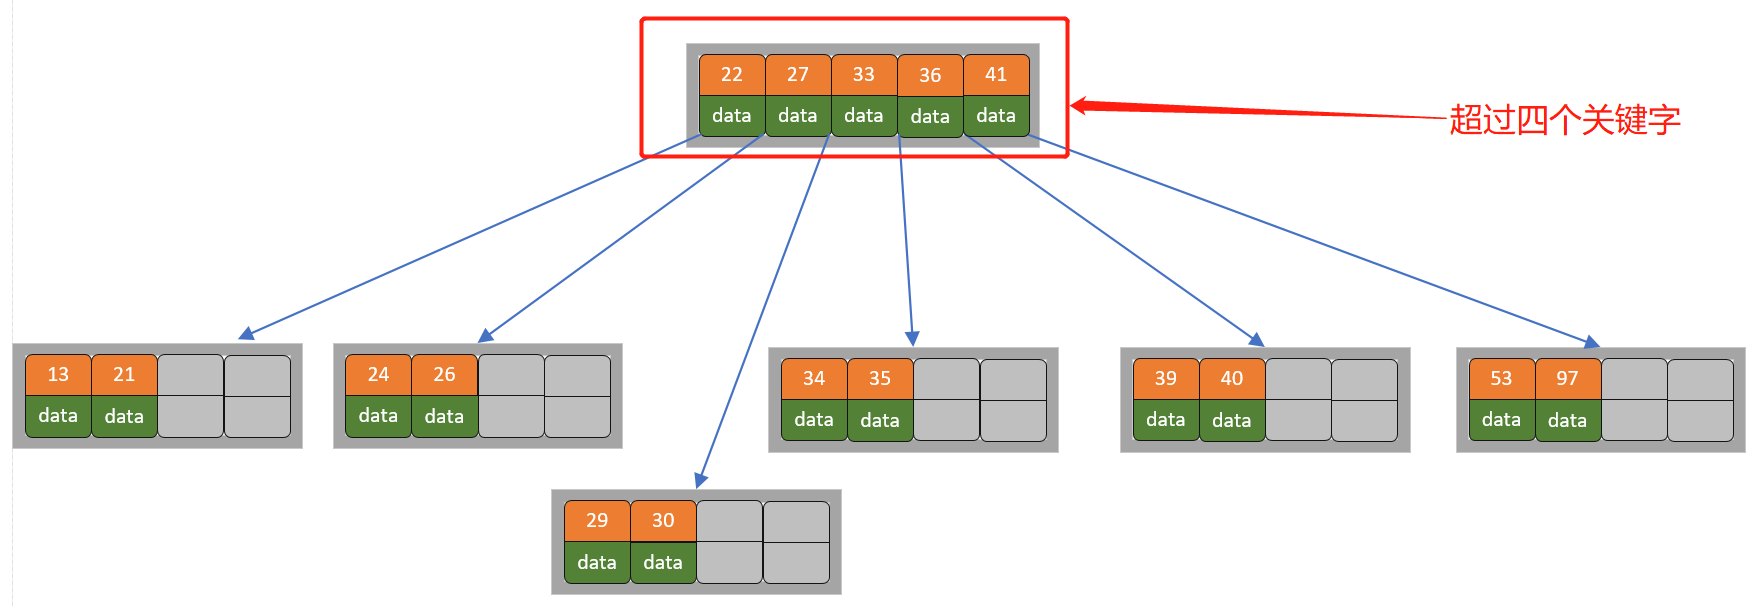 22 27 33 36 41
data data data data data
超过四个关键字
13 21
data data
24 26
data data
34 35
data data
39 40
data data
53 97
data data
29 30
data data